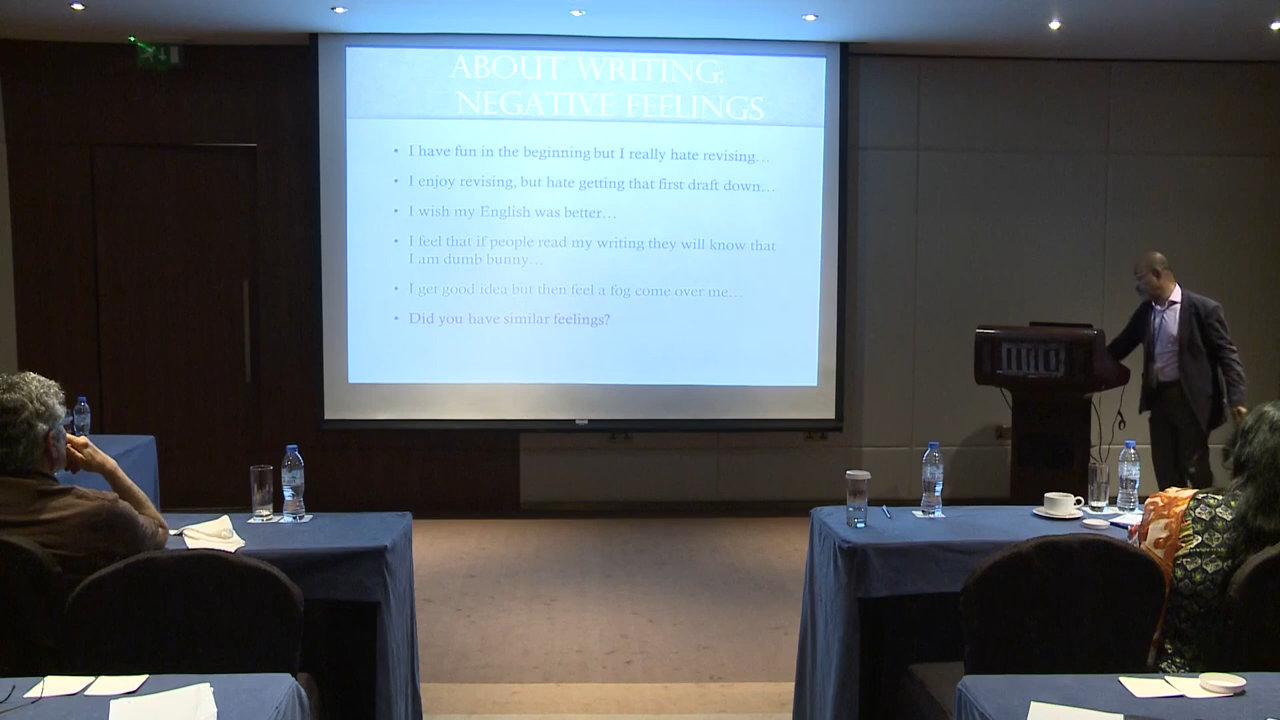 ABOUT WRITING:
NEGATIVE FEELINGS
• I have fun in the beginning but I really hate revising…
• I enjoy revising, but hate getting that first draft down…
• I wish my English was better…
• I feel that if people read my writing they will know that
I am dumb bunny…
• I get good idea but then feel a fog come over me…
• Did you have similar feelings?